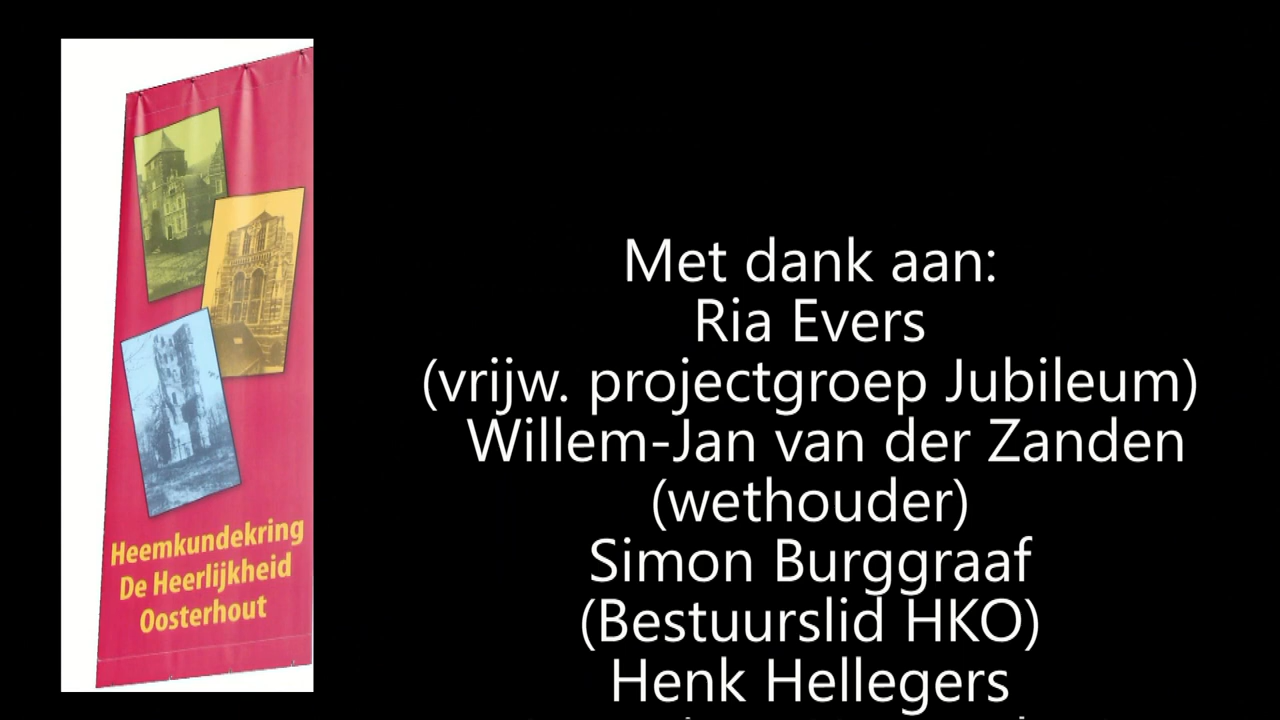 Heemkundekring
De Heerlijkheid
Oosterhout
Met dank aan:
Ria Evers
(vrijw. projectgroep Jubileum)
Willem-Jan van der Zanden
(wethouder)
Simon Burggraaf
(Bestuurslid HKO)
Henk Hellegers